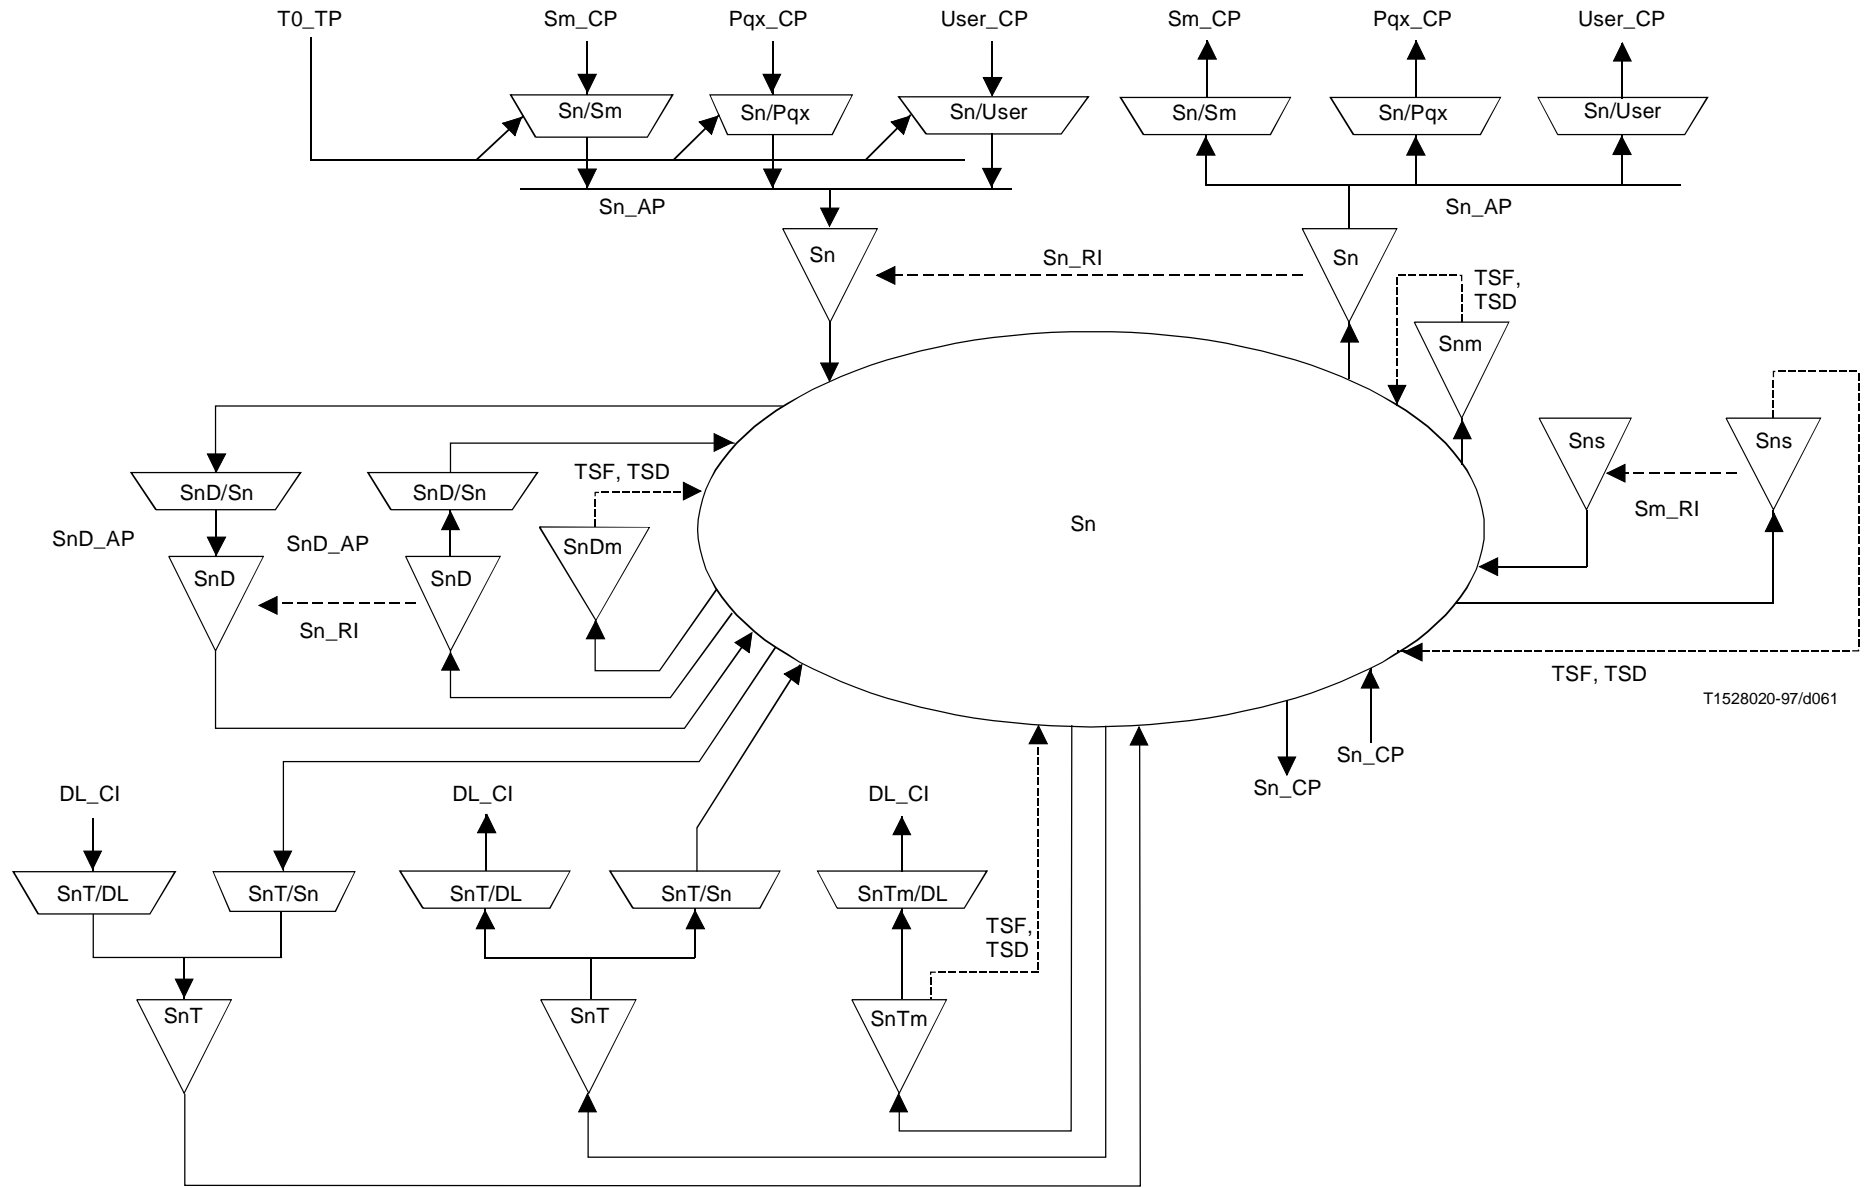 T0_TP
Sm_CP
Pqx_CP
User_CP
Sm_CP
Pqx_CP
User_CP
Sn/Sm
Sn/Pqx
Sn/User
Sn/Sm
Sn/Pqx
Sn/User
Sn_AP
Sn_AP
Sn
Sn_RI
Sn
TSF,
TSD
Snm
Sns
Sns
SnD/Sn
SnD/Sn
TSF, TSD
Sm_RI
SnD_AP
SnD_AP
SnDm
Sn
SnD
SnD
Sn_RI
TSF, TSD
T1528020-97/d061
Sn_CP
Sn_CP
DL_CI
DL_CI
DL_CI
SnT/DL
SnT/Sn
SnT/DL
SnT/Sn
SnTm/DL
TSF,
TSD
SnT
SnT
SnTm